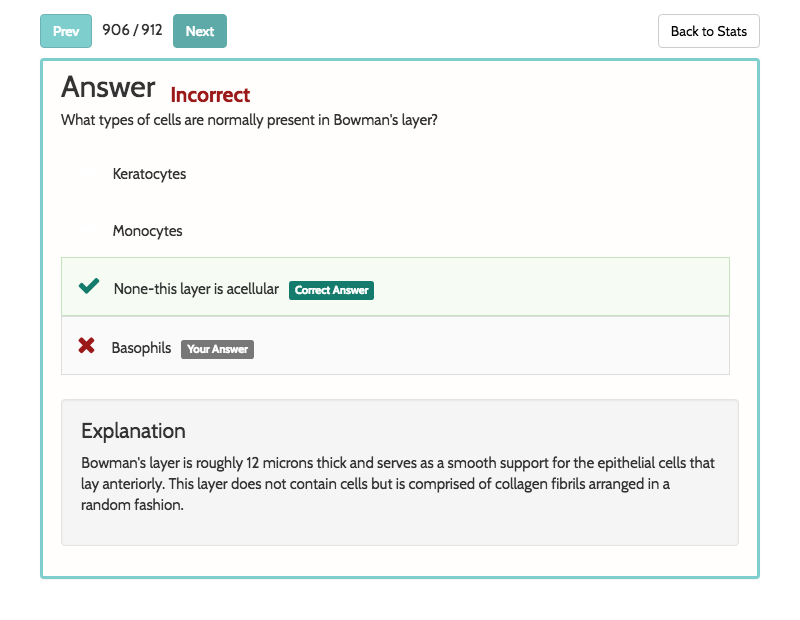 Prev 906 / 912 Next Back to Stats
Answer Incorrect
What types of cells are normally present in Bowman's layer?
Keratocytes
Monocytes
None-this layer is acellular Correct Answer
Basophils Your Answer
Explanation
Bowman's layer is roughly 12 microns thick and serves as a smooth support for the epithelial cells that
lay anteriorly. This layer does not contain cells but is comprised of collagen fibrils arranged in a
random fashion.